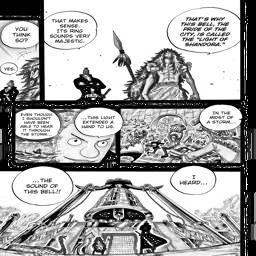 THAT'S WHY
THIS BELL, THE
PRIDE OF THE
CITY, IS CALLED
THE "LIGHT OF
SHANDORA."
THAT MAKES
SENSE.
ITS RING
SOUNDS VERY
MAJESTIC.
YOU
THINK
SO?
YES.
IN THE
MIDST OF
A STORM...
...THIS LIGHT
EXTENDED A
HAND TO US.
EVEN THOUGH
I SHOULDN'T
HAVE BEEN
ABLE TO HEAR
IT THROUGH
THE STORM...
I
HEARD...
...THE
SOUND OF
THIS BELL!!